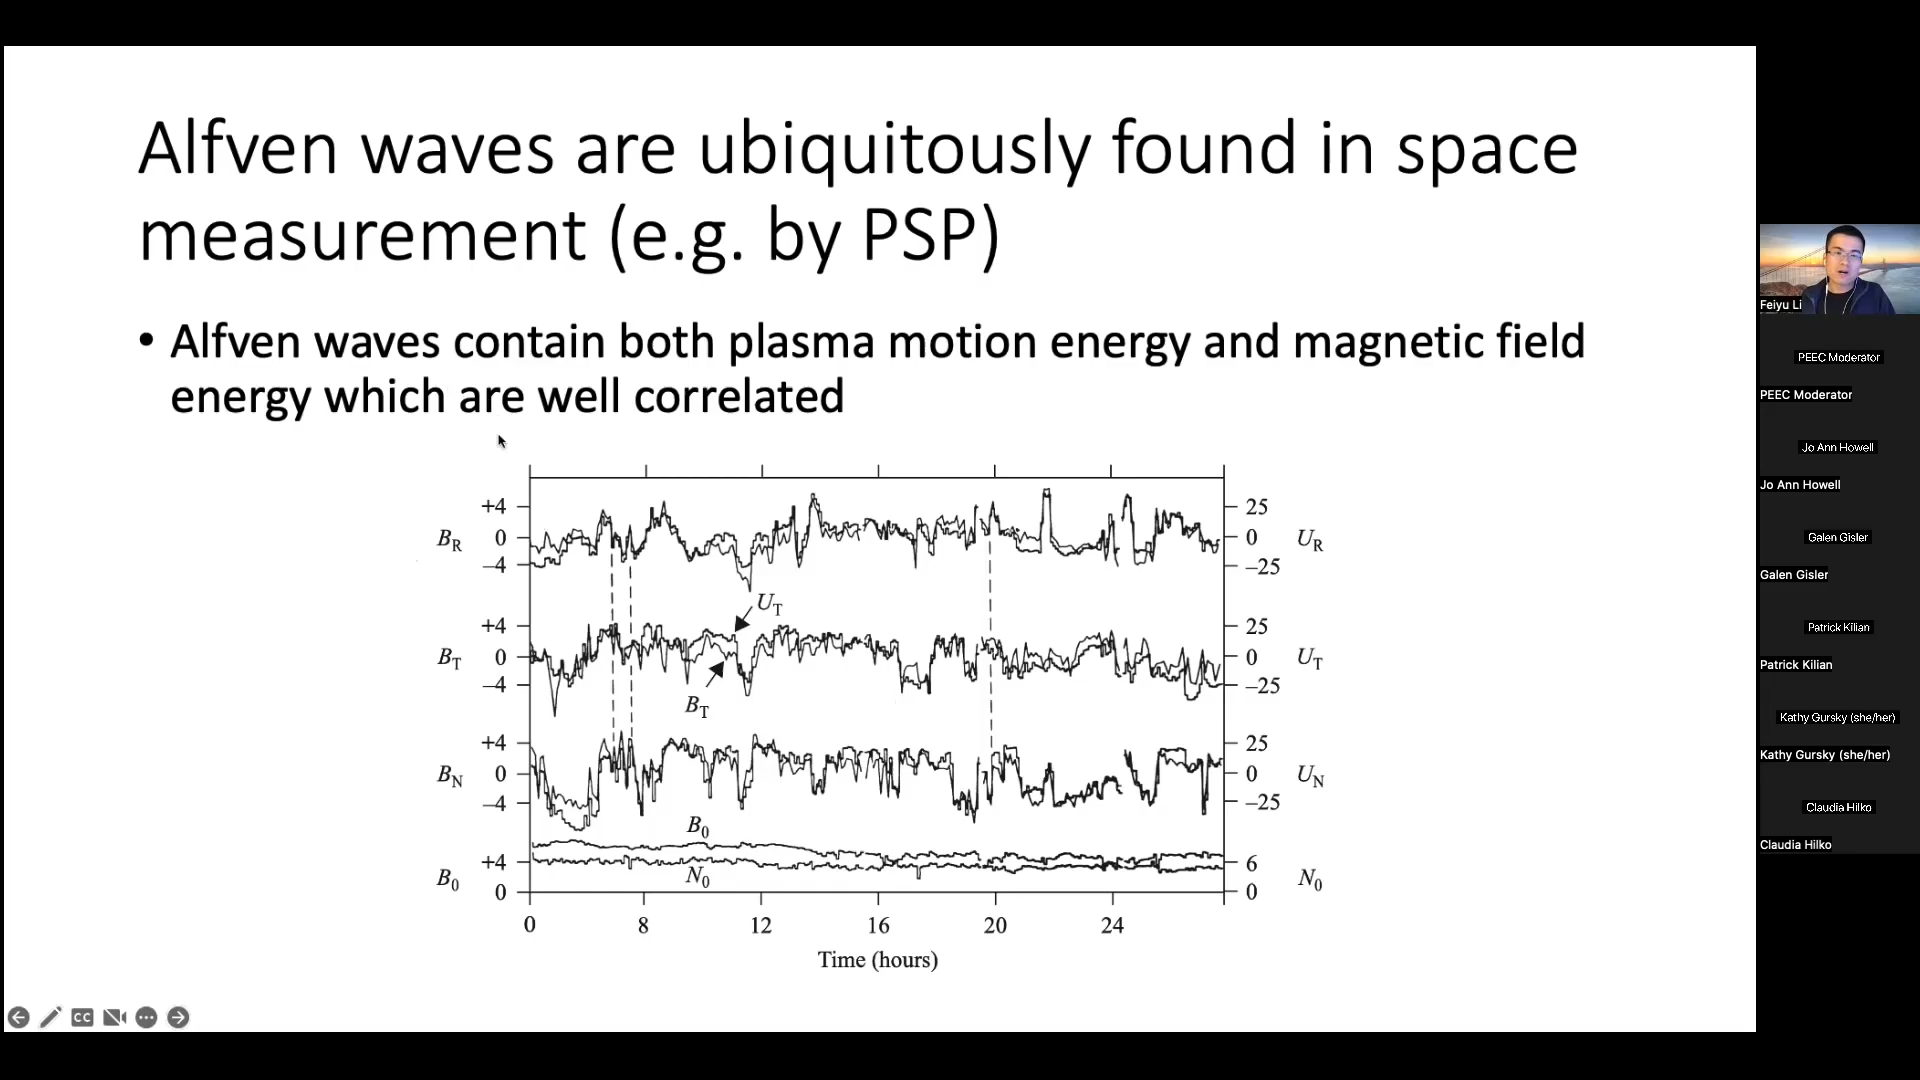 Alfven waves are ubiquitously found in space
measurement (e.g. by PSP)
• Alfven waves contain both plasma motion energy and magnetic field
energy which are well correlated
+4
25
B_R
0
0
U_R
–4
–25
U_T
+4
25
B_T
0
0
U_T
–4
–25
B_T
+4
25
B_N
0
0
U_N
–4
–25
B_0
+4
6
B_0
N_0
N_0
0
0
0 8 12 16 20 24
Time (hours)
CC
Feiyu Li
PEEC Moderator
PEEC Moderator
Jo Ann Howell
Jo Ann Howell
Galen Gisler
Galen Gisler
Patrick Kilian
Patrick Kilian
Kathy Gursky (she/her)
Kathy Gursky (she/her)
Claudia Hilko
Claudia Hilko